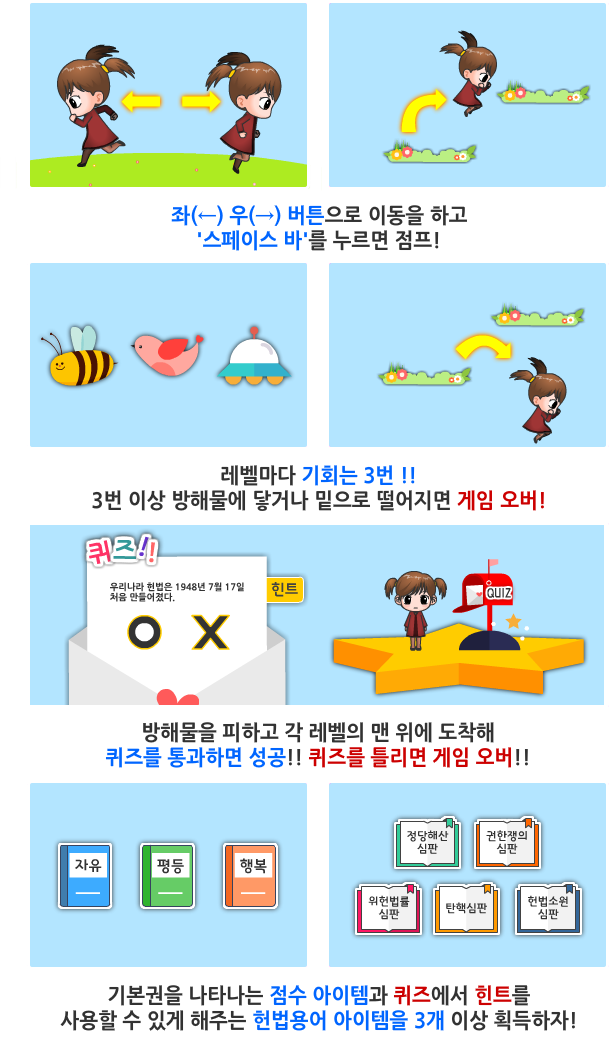 좌(←) 우(→) 버튼으로 이동을 하고
'스페이스 바'를 누르면 점프!
레벨마다 기회는 3번 !!
3번 이상 방해물에 닿거나 밑으로 떨어지면 게임 오버!
퀴즈!!
우리나라 헌법은 1948년 7월 17일
처음 만들어졌다.
힌트
O X
QUIZ
방해물을 피하고 각 레벨의 맨 위에 도착해
퀴즈를 통과하면 성공!! 퀴즈를 틀리면 게임 오버!!
자유
평등
행복
정당해산
심판
권한쟁의
심판
위헌법률
심판
탄핵심판
헌법소원
심판
기본권을 나타나는 점수 아이템과 퀴즈에서 힌트를
사용할 수 있게 해주는 헌법용어 아이템을 3개 이상 획득하자!